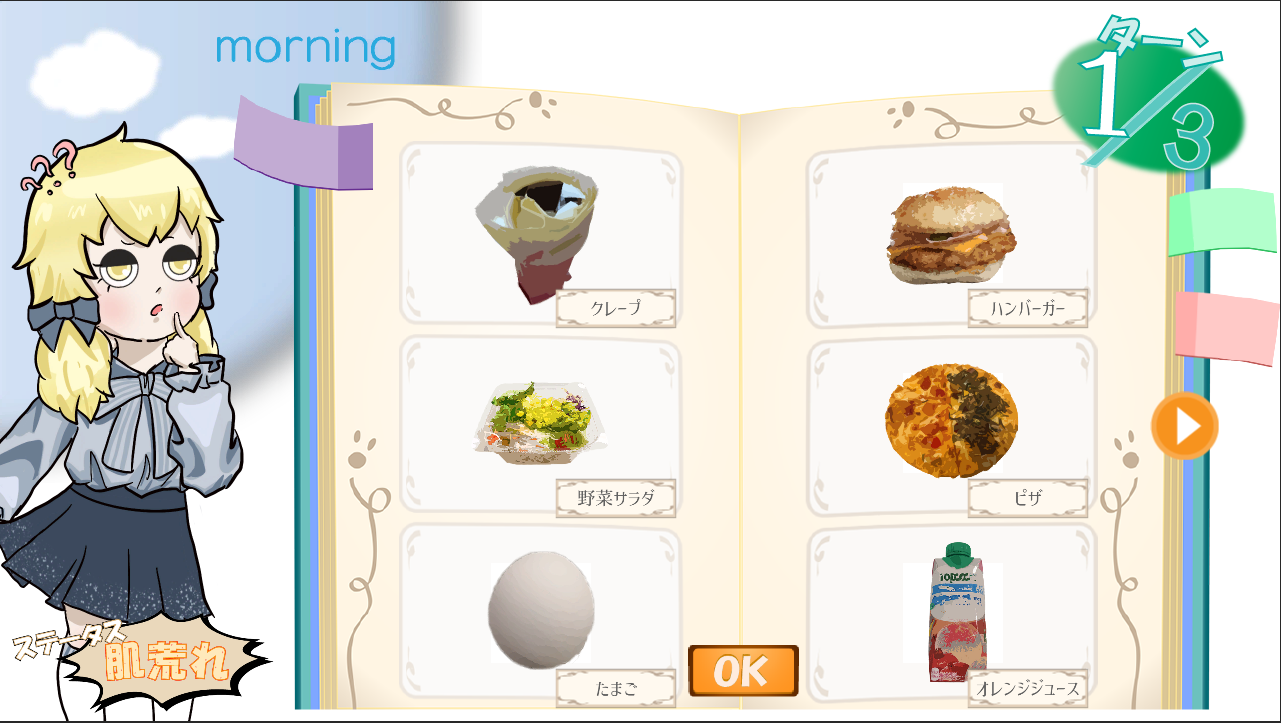 morning
ターン
1/3
???
クレープ
ハンバーガー
野菜サラダ
ピザ
たまご
オレンジジュース
ステータス
肌荒れ
OK